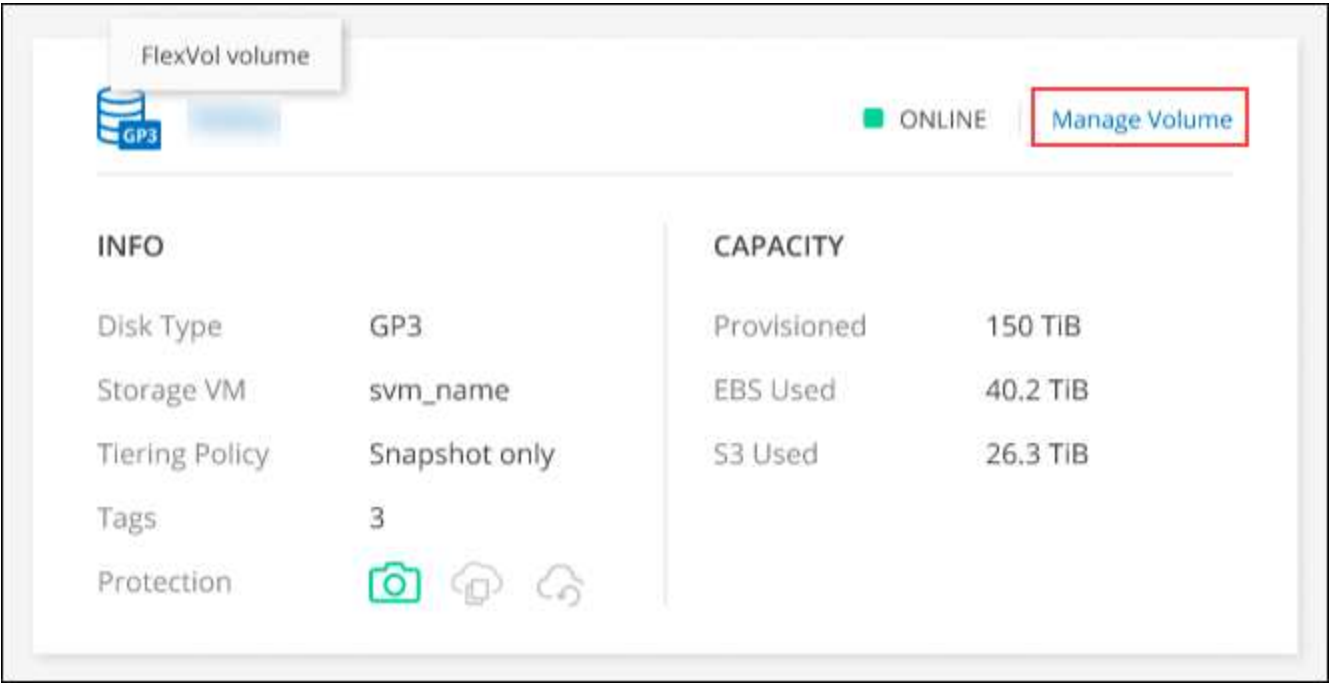 FlexVol volume
GP3
ONLINE
Manage Volume
INFO
Disk Type GP3
Storage VM svm_name
Tiering Policy Snapshot only
Tags 3
Protection
CAPACITY
Provisioned 150 TiB
EBS Used 40.2 TiB
S3 Used 26.3 TiB